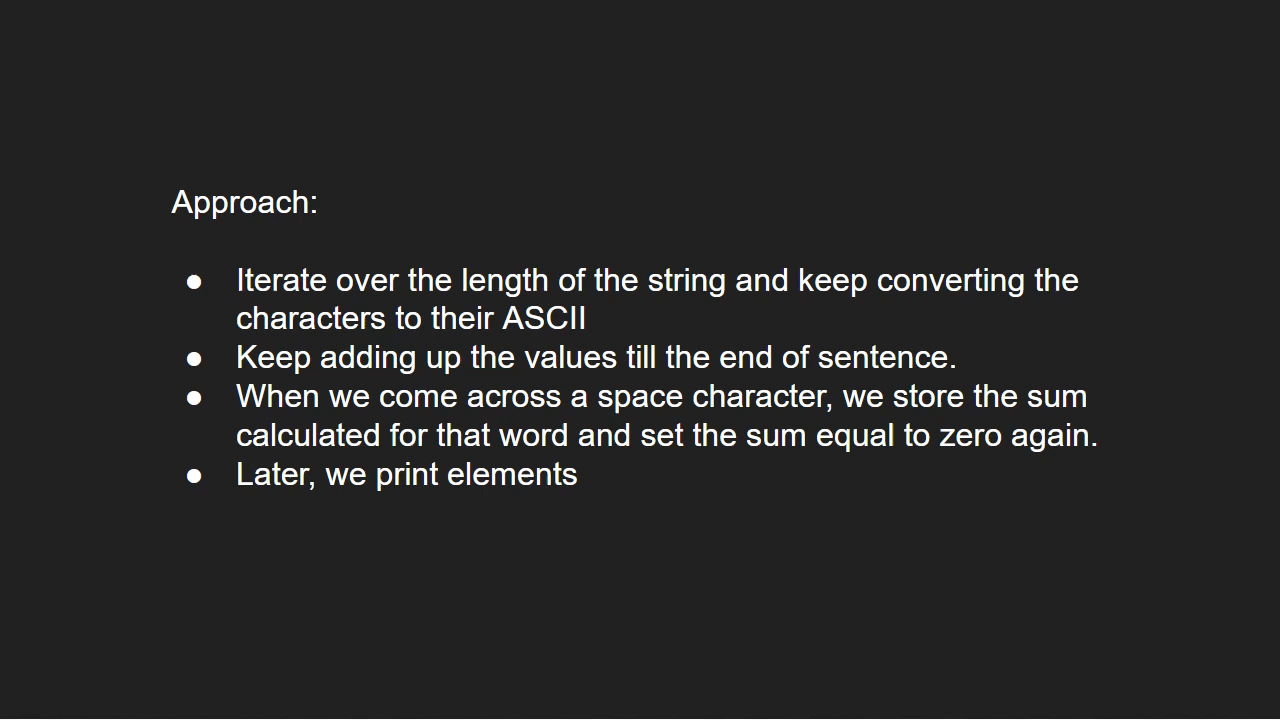 Approach:
● Iterate over the length of the string and keep converting the
characters to their ASCII
● Keep adding up the values till the end of sentence.
● When we come across a space character, we store the sum
calculated for that word and set the sum equal to zero again.
● Later, we print elements